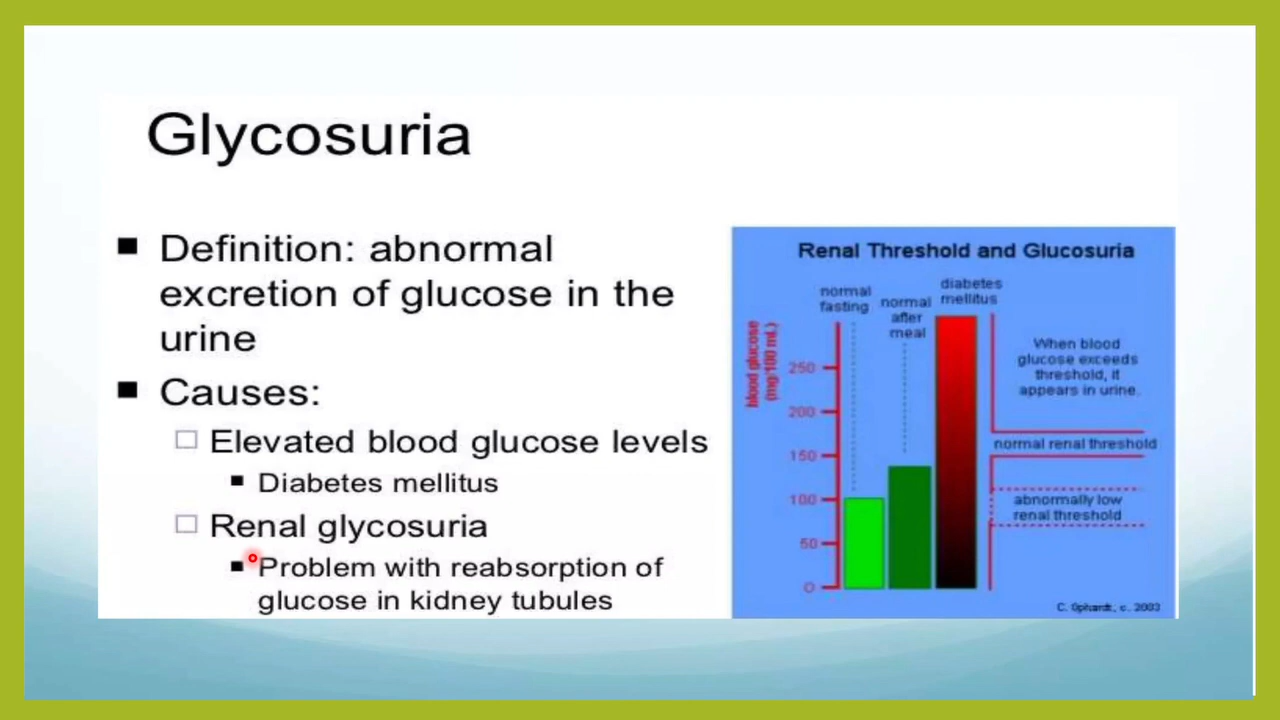 Glycosuria
Definition: abnormal
excretion of glucose in the
urine
Causes:
Elevated blood glucose levels
Diabetes mellitus
Renal glycosuria
Problem with reabsorption of
glucose in kidney tubules
Renal Threshold and Glucosuria
normal
fasting
normal
after
meal
diabetes
mellitus
blood glucose
(mg/100 mL)
250
200
150
100
50
0
When blood
glucose exceeds
threshold, it
appears in urine.
normal renal threshold
abnormally low
renal threshold
C. Ophardt, c. 2003